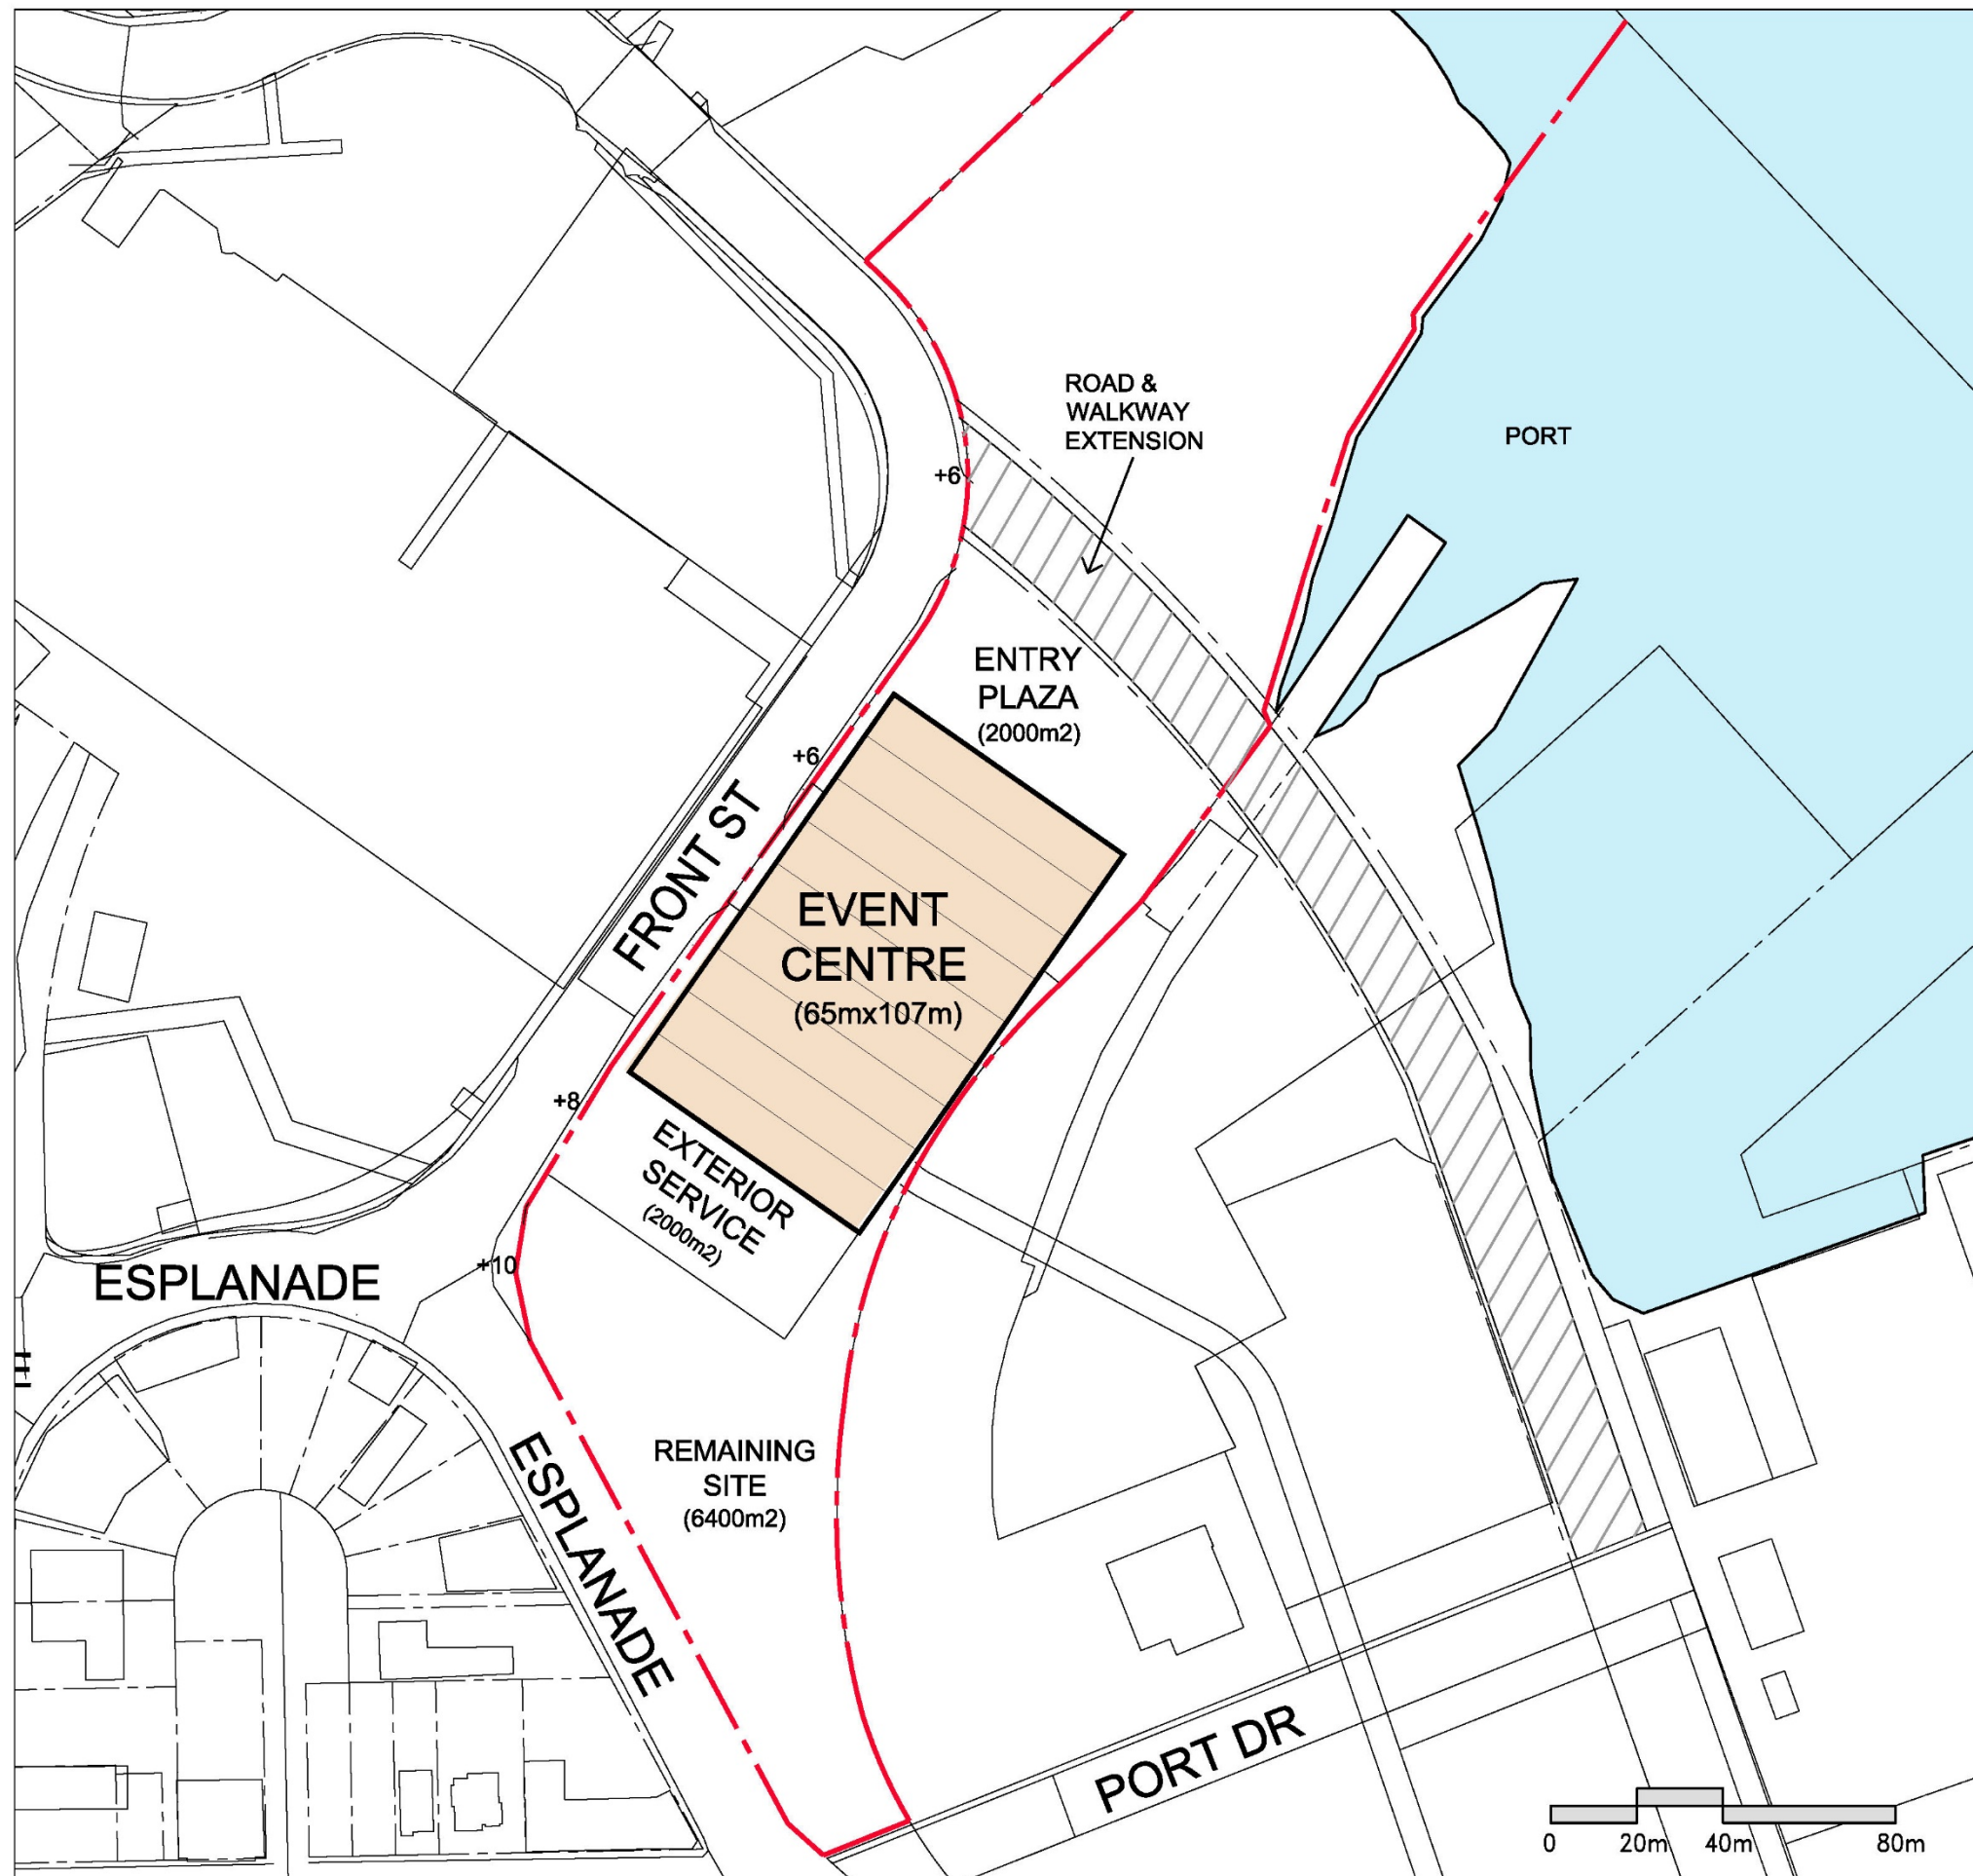 ROAD &
WALKWAY
EXTENSION
PORT
+6
ENTRY
PLAZA
(2000m2)
+6
FRONT ST
EVENT
CENTRE
(65mx107m)
+8
EXTERIOR
SERVICE
(2000m2)
+10
ESPLANADE
REMAINING
SITE
(6400m2)
ESPLANADE
PORT DR
0 20m 40m 80m